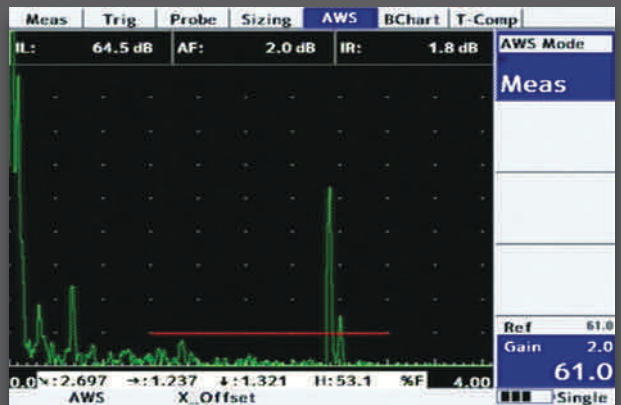 Meas Trig Probe Sizing AWS BChart T-Comp
IL: 64.5 dB AF: 2.0 dB IR: 1.8 dB
AWS Mode
Meas
Ref 61.0
Gain 2.0
61.0
0.0 ↘:2.697 →:1.237 ↓:1.321 H:53.1 %F 4.00
AWS X_Offset Single